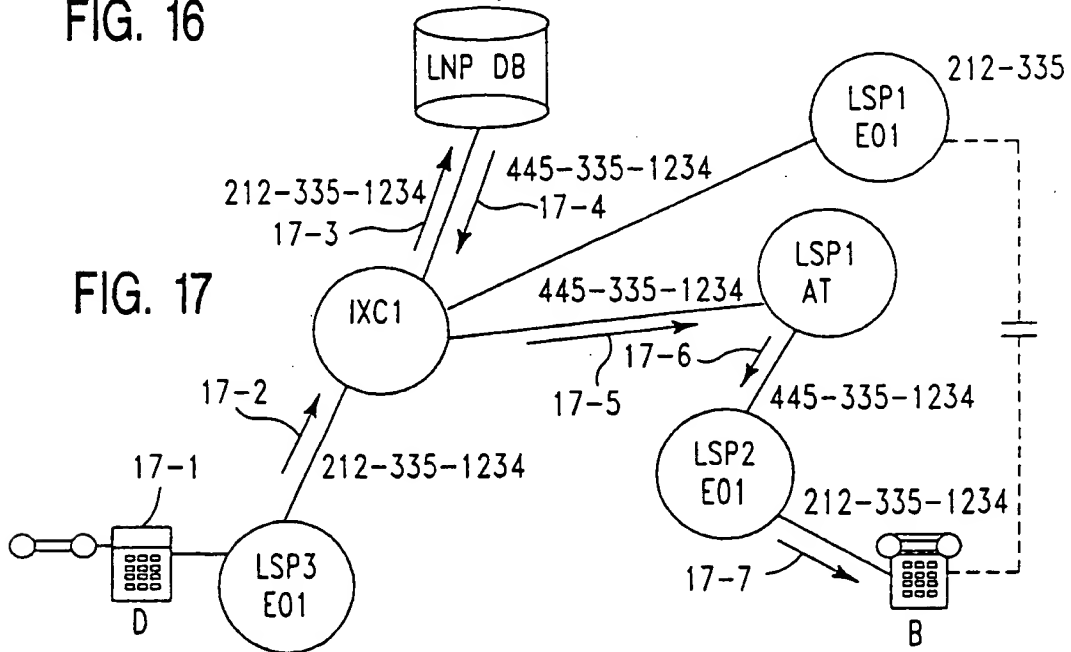 FIG. 16
LNP DB
LSP1
E01
212-335
212-335-1234
17-3
445-335-1234
17-4
FIG. 17
IXC1
445-335-1234
LSP1
AT
17-5
17-6
17-2
212-335-1234
445-335-1234
17-1
LSP2
E01
212-335-1234
LSP3
E01
17-7
D
B